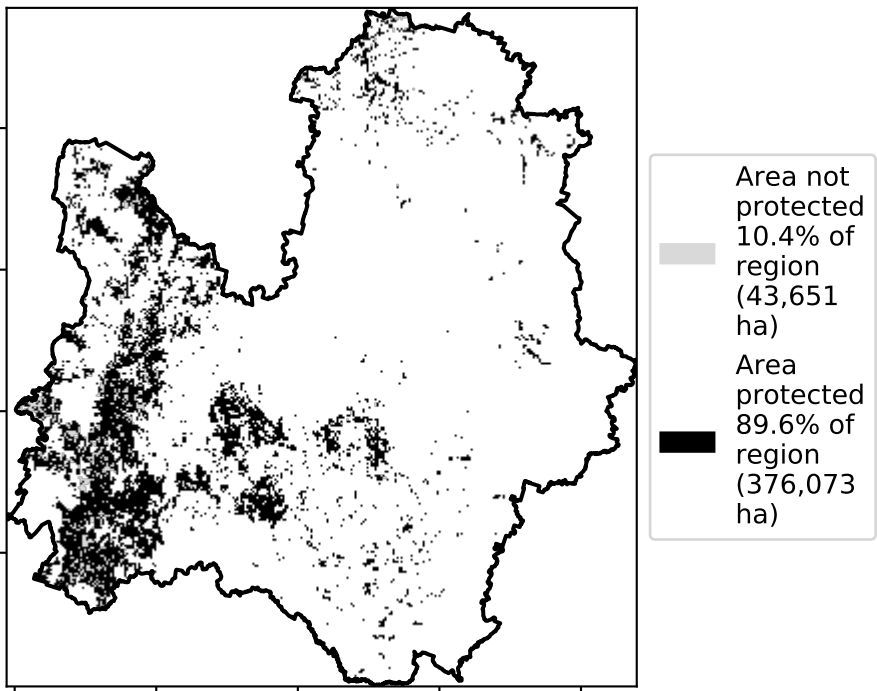 Area not
protected
10.4% of
region
(43,651
ha)
Area
protected
89.6% of
region
(376,073
ha)